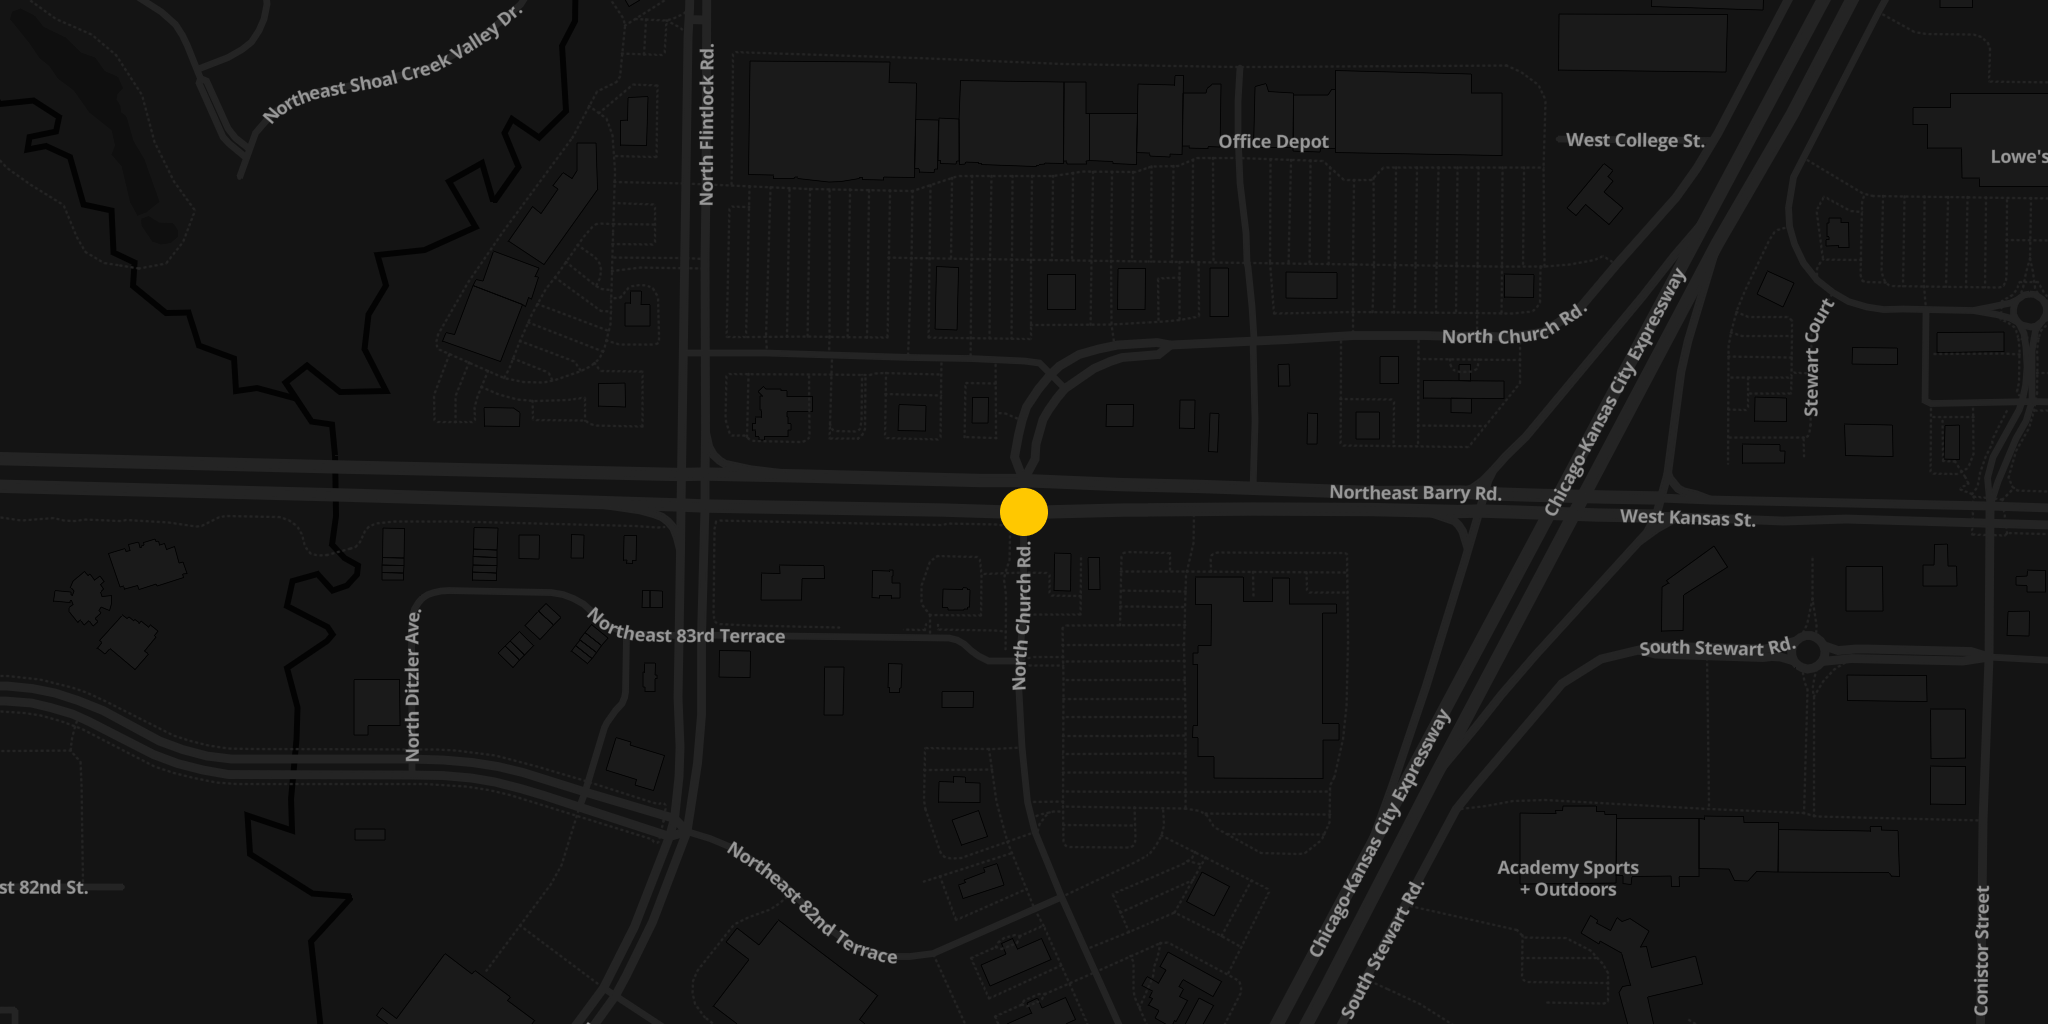 Northeast Shoal Creek Valley Dr.
North Flintlock Rd.
Office Depot
West College St.
Lowe's
North Church Rd.
Chicago-Kansas City Expressway
Stewart Court
Northeast Barry Rd.
West Kansas St.
North Church Rd.
North Ditzler Ave.
Northeast 83rd Terrace
South Stewart Rd.
Chicago-Kansas City Expressway
Northeast 82nd Terrace
Academy Sports
+ Outdoors
st 82nd St.
South Stewart Rd.
Conistor Street